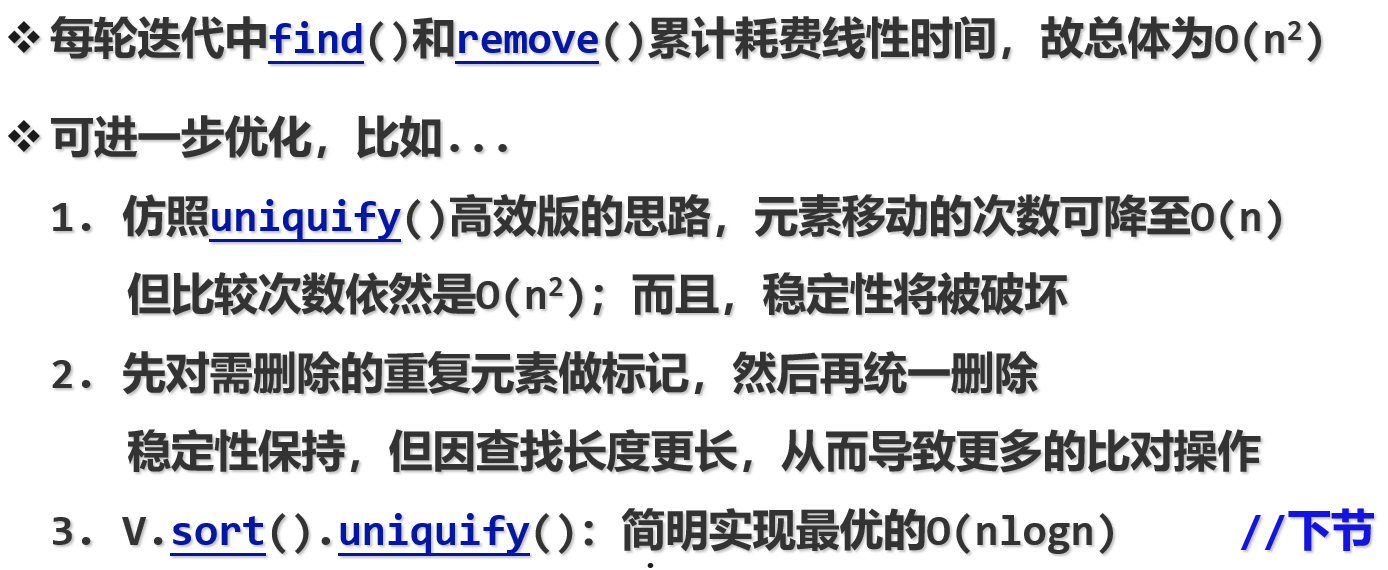 ❖ 每轮迭代中find()和remove()累计耗费线性时间，故总体为O(n²)
❖ 可进一步优化，比如...
1. 仿照uniquify()高效版的思路，元素移动的次数可降至O(n)
但比较次数依然是O(n²)；而且，稳定性将被破坏
2. 先对需删除的重复元素做标记，然后再统一删除
稳定性保持，但因查找长度更长，从而导致更多的比对操作
3. V.sort().uniquify()：简明实现最优的O(nlogn) //下节